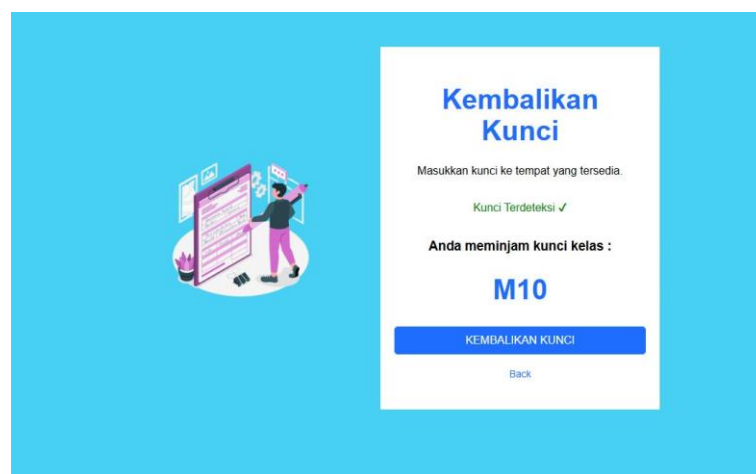 Kembalikan
Kunci
Masukkan kunci ke tempat yang tersedia.
Kunci Terdeteksi ✓
Anda meminjam kunci kelas :
M10
KEMBALIKAN KUNCI
Back